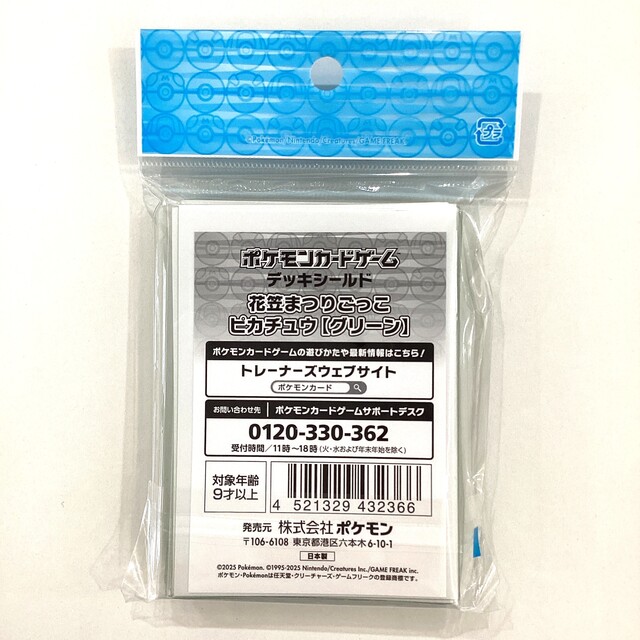 ©Pokémon/Nintendo/Creatures/GAME FREAK
プラ
ポケモンカードゲーム
デッキシールド
花笠まつりごっこ
ピカチュウ【グリーン】
ポケモンカードゲームの遊びかたや最新情報はこちら!
トレーナーズウェブサイト
ポケモンカード
お問い合わせ先 ポケモンカードゲームサポートデスク
0120-330-362
受付時間/11時〜18時(火・水および年末年始を除く)
対象年齢
9才以上
4 521329 432366
発売元 株式会社ポケモン
〒106-6108 東京都港区六本木6-10-1
日本製
©2025 Pokémon. ©1995-2025 Nintendo/Creatures Inc./GAME FREAK inc.
ポケモン・Pokémonは任天堂・クリーチャーズ・ゲームフリークの登録商標です。